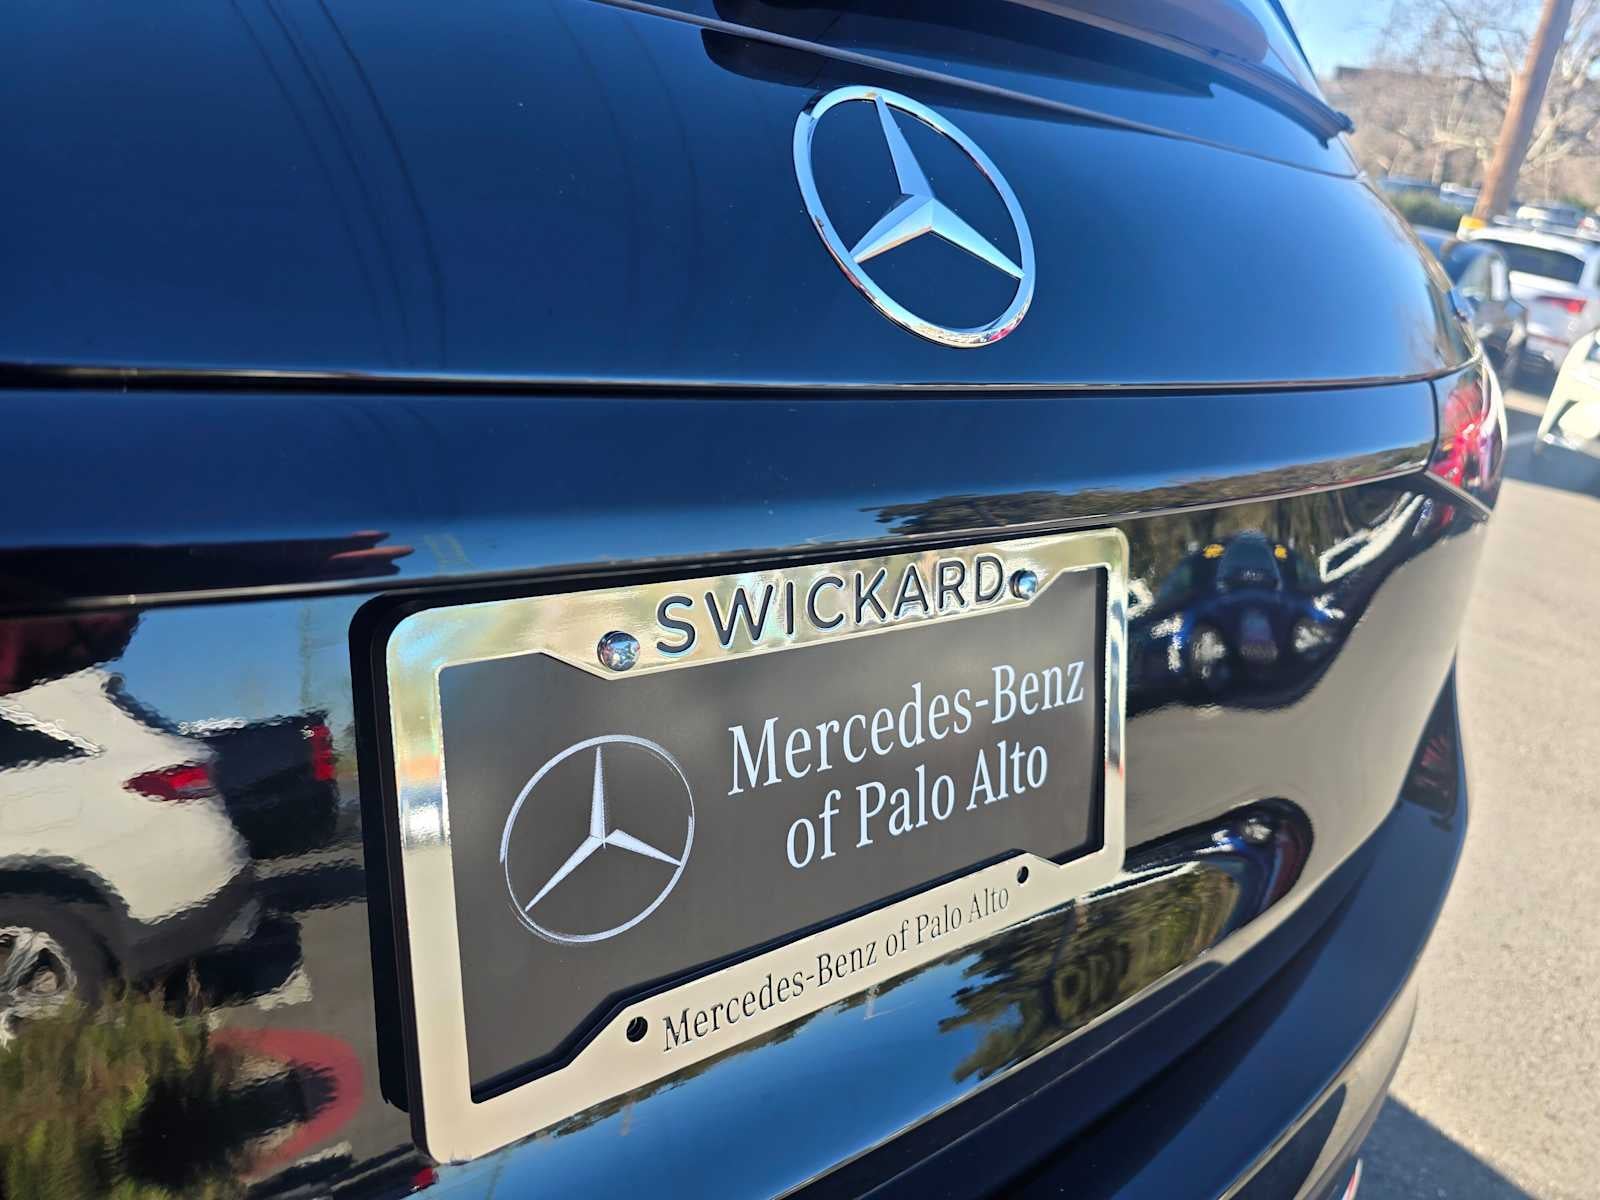 SWICKARD
Mercedes-Benz
of Palo Alto
Mercedes-Benz of Palo Alto